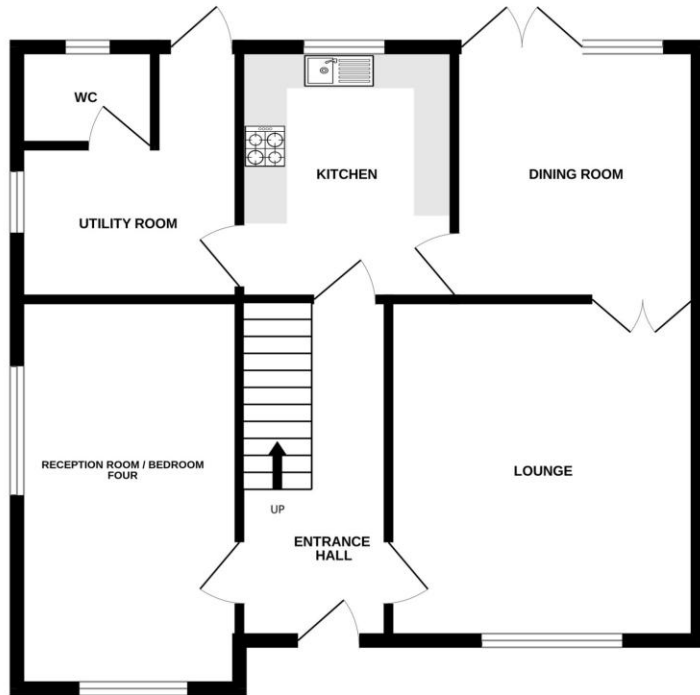 WC
KITCHEN
DINING ROOM
UTILITY ROOM
RECEPTION ROOM / BEDROOM
FOUR
LOUNGE
UP
ENTRANCE
HALL